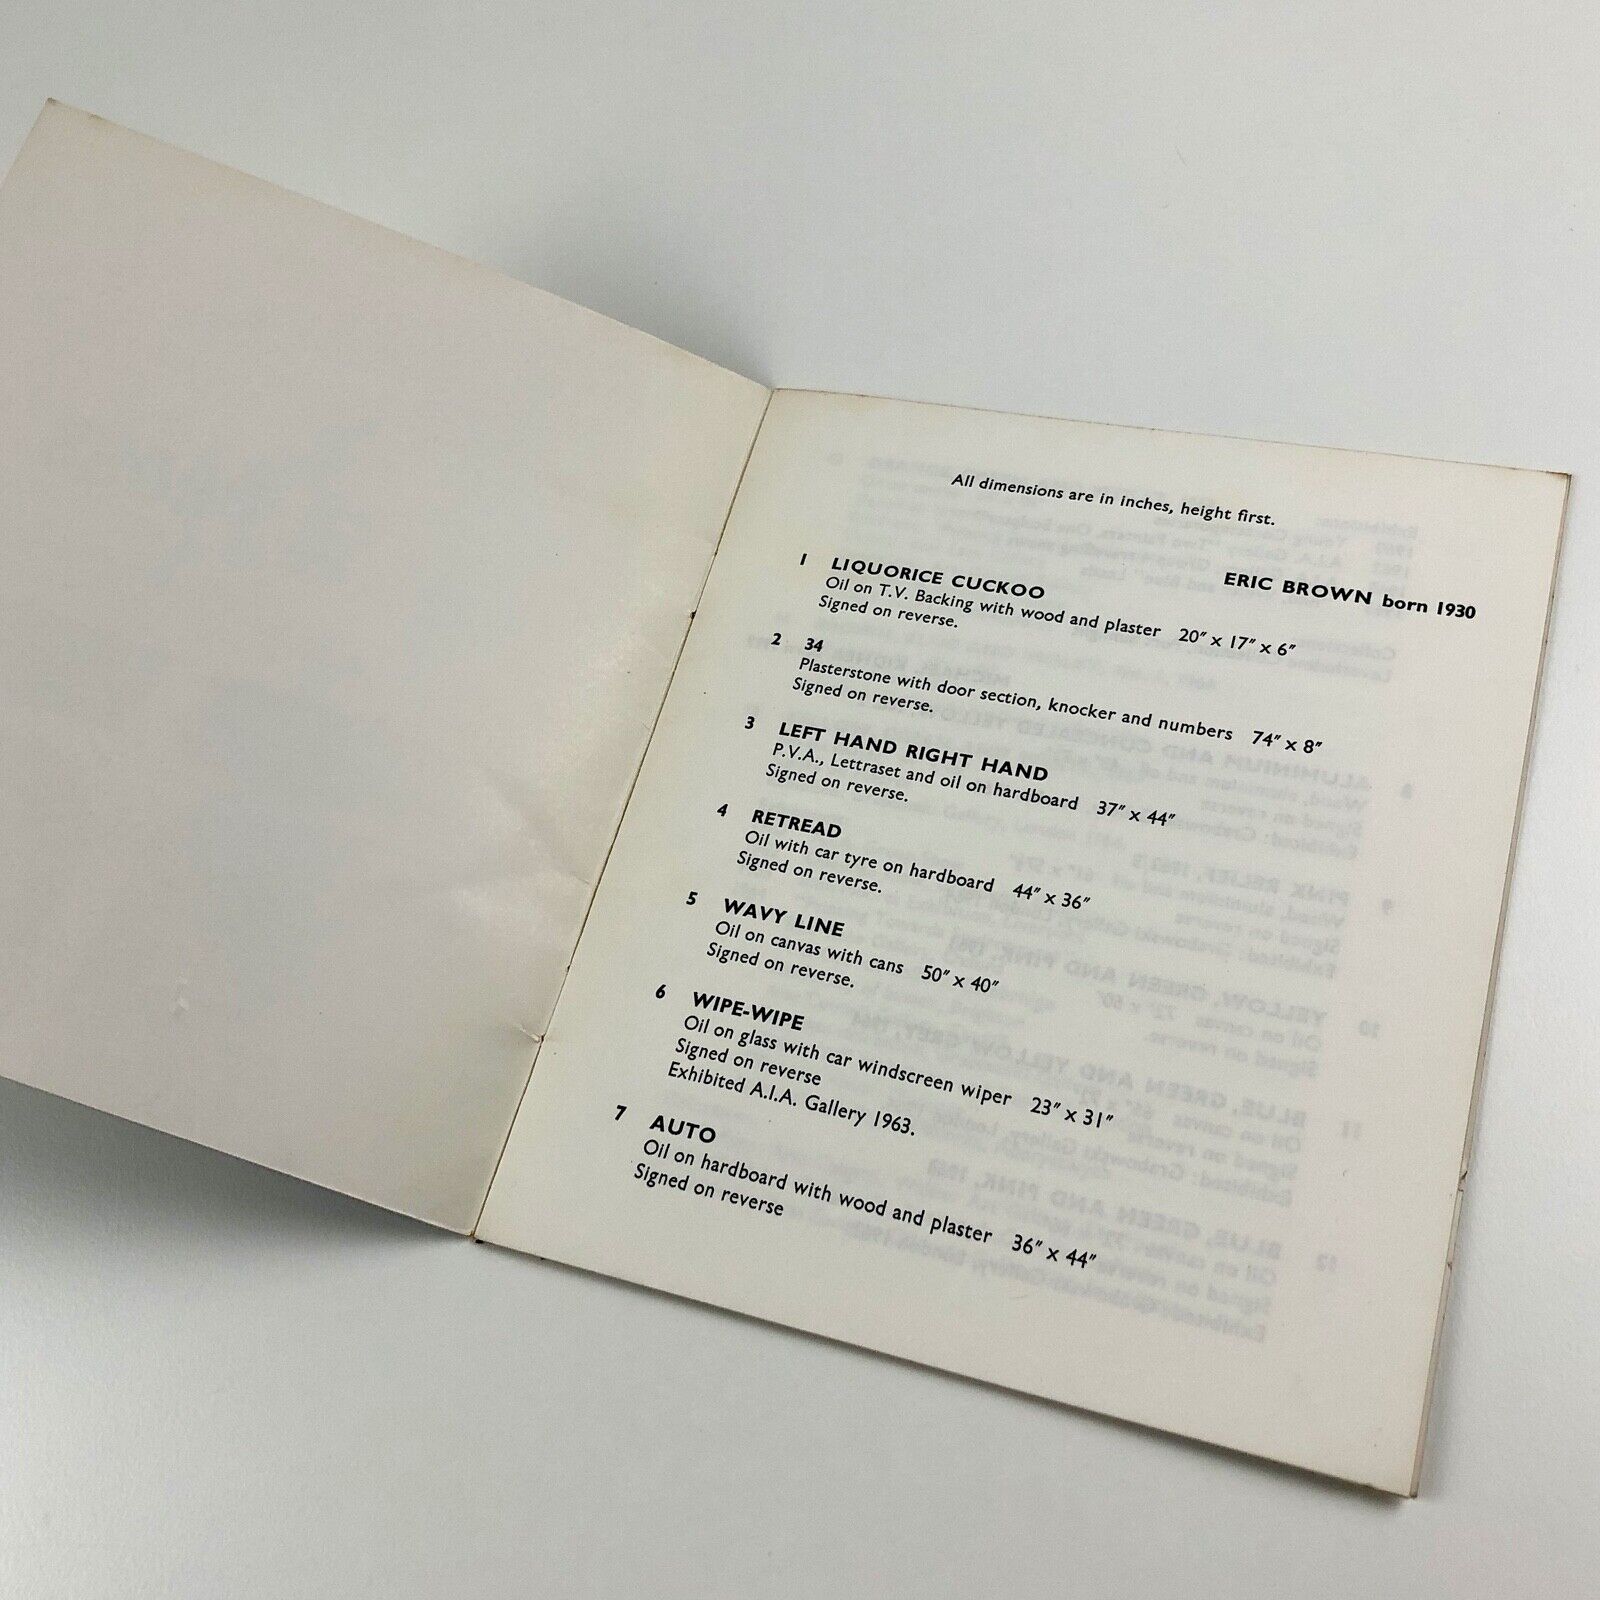 All dimensions are in inches, height first.
ERIC BROWN born 1930
1 LIQUORICE CUCKOO
Oil on T.V. Backing with wood and plaster 20" x 17" x 6"
Signed on reverse.
2 34
Plasterstone with door section, knocker and numbers 74" x 8"
Signed on reverse.
3 LEFT HAND RIGHT HAND
P.V.A., Lettraset and oil on hardboard 37" x 44"
Signed on reverse.
4 RETREAD
Oil with car tyre on hardboard 44" x 36"
Signed on reverse.
5 WAVY LINE
Oil on canvas with cans 50" x 40"
Signed on reverse.
6 WIPE-WIPE
Oil on glass with car windscreen wiper 23" x 31"
Signed on reverse
Exhibited A.I.A. Gallery 1963.
7 AUTO
Oil on hardboard with wood and plaster 36" x 44"
Signed on reverse